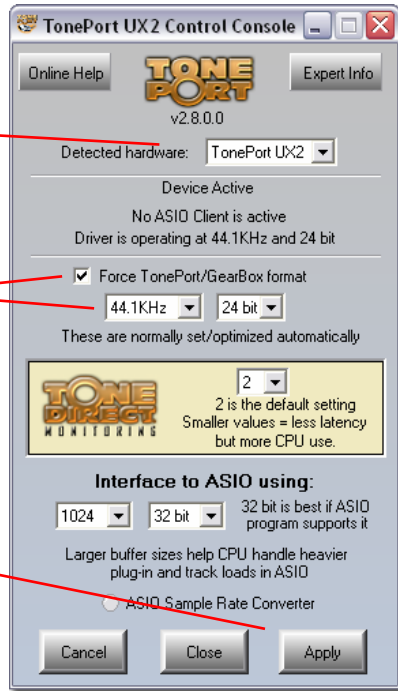 TonePort UX2 Control Console
Online Help
TONE
PORT
Expert Info
v2.8.0.0
Detected hardware: TonePort UX2
Device Active
No ASIO Client is active
Driver is operating at 44.1KHz and 24 bit
Force TonePort/GearBox format
44.1KHz 24 bit
These are normally set/optimized automatically
TONE
DIRECT
MONITORING
2
2 is the default setting
Smaller values = less latency
but more CPU use.
Interface to ASIO using:
1024 32 bit
32 bit is best if ASIO
program supports it
Larger buffer sizes help CPU handle heavier
plug-in and track loads in ASIO
ASIO Sample Rate Converter
Cancel Close Apply